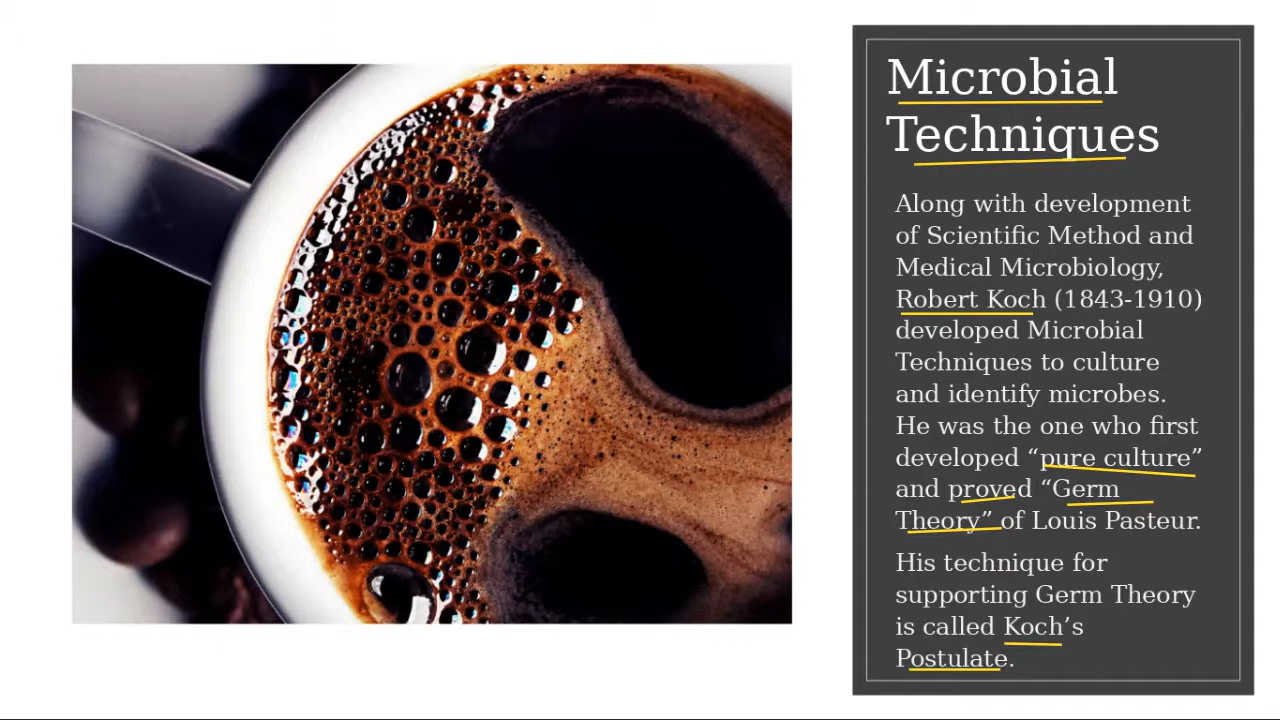 Microbial
Techniques
Along with development
of Scientific Method and
Medical Microbiology,
Robert Koch (1843-1910)
developed Microbial
Techniques to culture
and identify microbes.
He was the one who first
developed “pure culture”
and proved “Germ
Theory” of Louis Pasteur.
His technique for
supporting Germ Theory
is called Koch’s
Postulate.